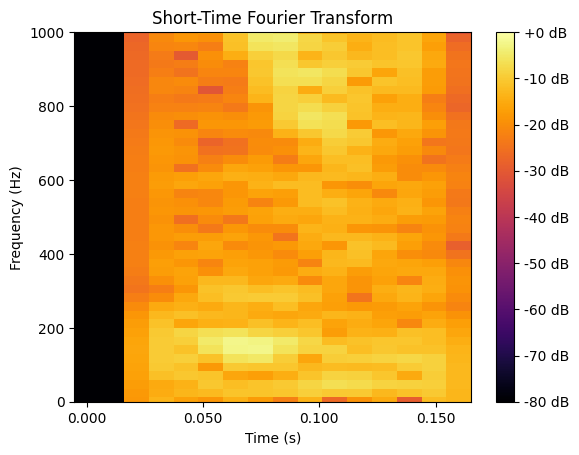 Short-Time Fourier Transform
Frequency (Hz)
1000
800
600
400
200
0
0.000
0.050
0.100
0.150
Time (s)
+0 dB
-10 dB
-20 dB
-30 dB
-40 dB
-50 dB
-60 dB
-70 dB
-80 dB